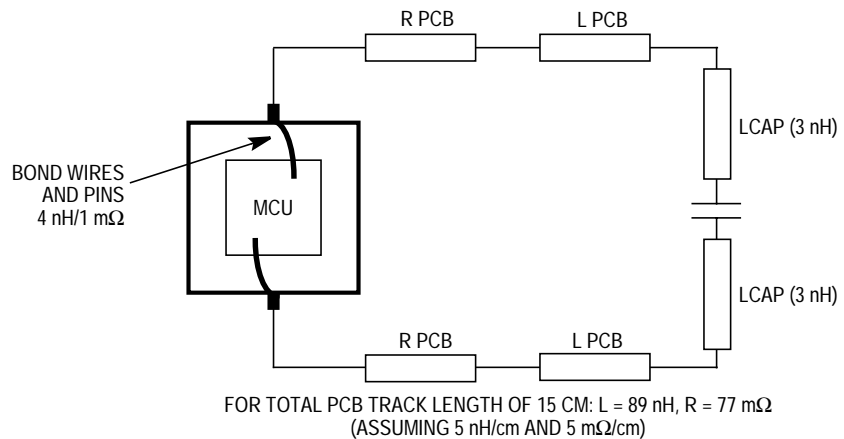 R PCB
L PCB
LCAP (3 nH)
BOND WIRES
AND PINS
4 nH/1 mΩ
MCU
LCAP (3 nH)
R PCB
L PCB
FOR TOTAL PCB TRACK LENGTH OF 15 CM: L = 89 nH, R = 77 mΩ
(ASSUMING 5 nH/cm AND 5 mΩ/cm)